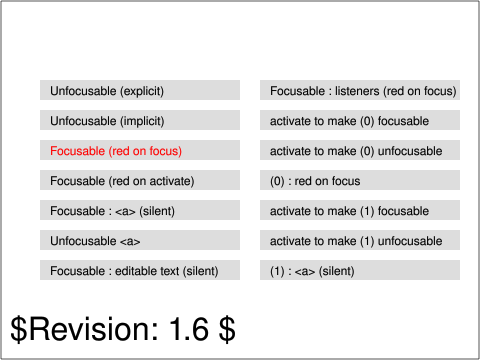 Unfocusable (explicit)
Unfocusable (implicit)
Focusable (red on focus)
Focusable (red on activate)
Focusable : <a> (silent)
Unfocusable <a>
Focusable : editable text (silent)
Focusable : listeners (red on focus)
activate to make (0) focusable
activate to make (0) unfocusable
(0) : red on focus
activate to make (1) focusable
activate to make (1) unfocusable
(1) : <a> (silent)
$Revision: 1.6 $